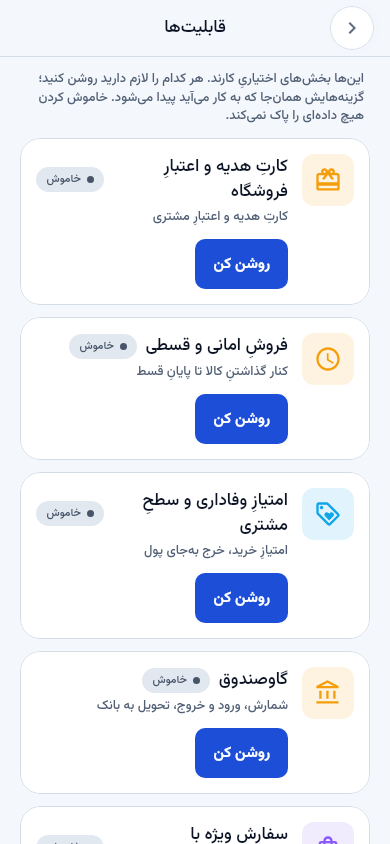 قابلیت‌ها
این‌ها بخش‌های اختیاریِ کارند. هر کدام را لازم دارید روشن کنید؛
گزینه‌هایش همان‌جا که به کار می‌آید پیدا می‌شود. خاموش کردن
هیچ داده‌ای را پاک نمی‌کند.
کارتِ هدیه و اعتبارِ
فروشگاه
خاموش
کارت هدیه و اعتبارِ مشتری
روشن کن
فروشِ امانی و قسطی
خاموش
کنار گذاشتنِ کالا تا پایانِ قسط
روشن کن
امتیازِ وفاداری و سطحِ
مشتری
خاموش
امتیازِ خرید، خرج به‌جای پول
روشن کن
گاوصندوق
خاموش
شمارش، ورود و خروج، تحویل به بانک
روشن کن
سفارش ویژه با